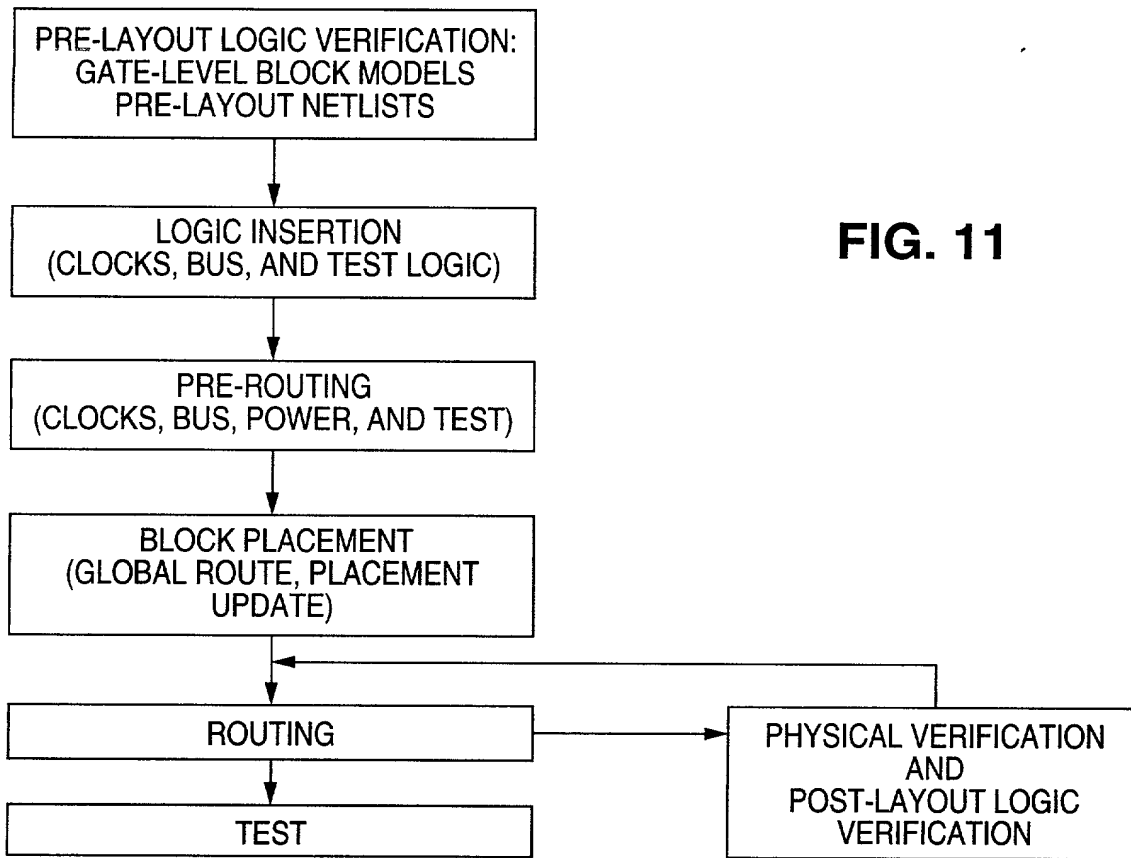 PRE-LAYOUT LOGIC VERIFICATION:
GATE-LEVEL BLOCK MODELS
PRE-LAYOUT NETLISTS
LOGIC INSERTION
(CLOCKS, BUS, AND TEST LOGIC)
FIG. 11
PRE-ROUTING
(CLOCKS, BUS, POWER, AND TEST)
BLOCK PLACEMENT
(GLOBAL ROUTE, PLACEMENT
UPDATE)
ROUTING
PHYSICAL VERIFICATION
AND
POST-LAYOUT LOGIC
VERIFICATION
TEST